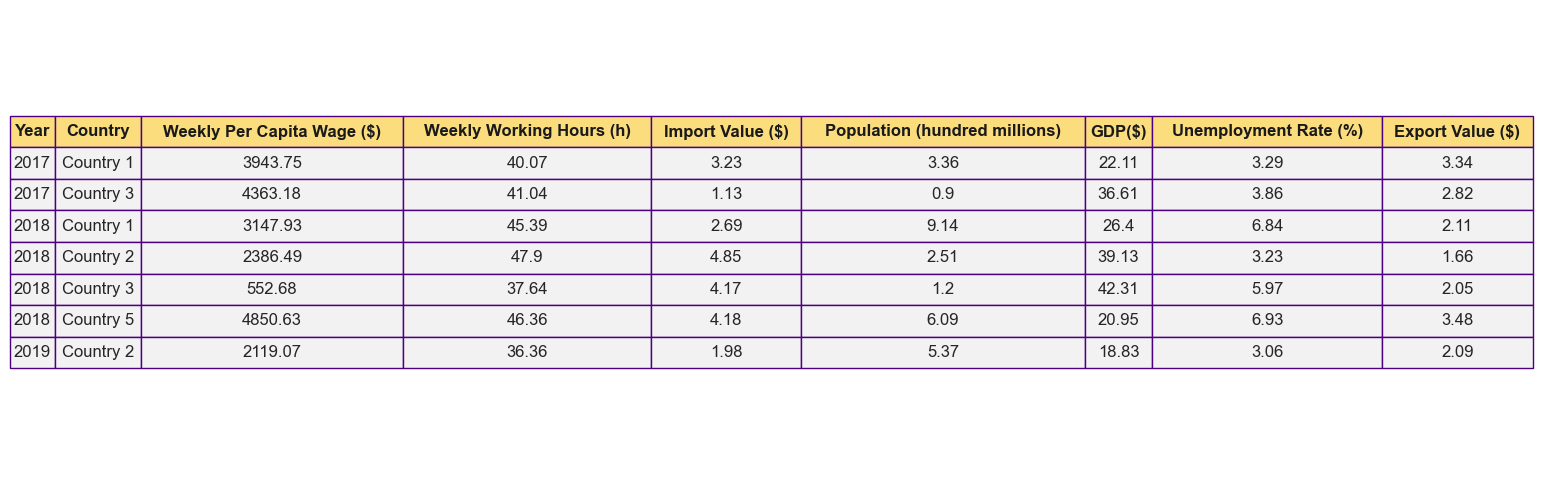 Year Country Weekly Per Capita Wage ($) Weekly Working Hours (h) Import Value ($) Population (hundred millions) GDP($) Unemployment Rate (%) Export Value ($)
2017 Country 1 3943.75 40.07 3.23 3.36 22.11 3.29 3.34
2017 Country 3 4363.18 41.04 1.13 0.9 36.61 3.86 2.82
2018 Country 1 3147.93 45.39 2.69 9.14 26.4 6.84 2.11
2018 Country 2 2386.49 47.9 4.85 2.51 39.13 3.23 1.66
2018 Country 3 552.68 37.64 4.17 1.2 42.31 5.97 2.05
2018 Country 5 4850.63 46.36 4.18 6.09 20.95 6.93 3.48
2019 Country 2 2119.07 36.36 1.98 5.37 18.83 3.06 2.09